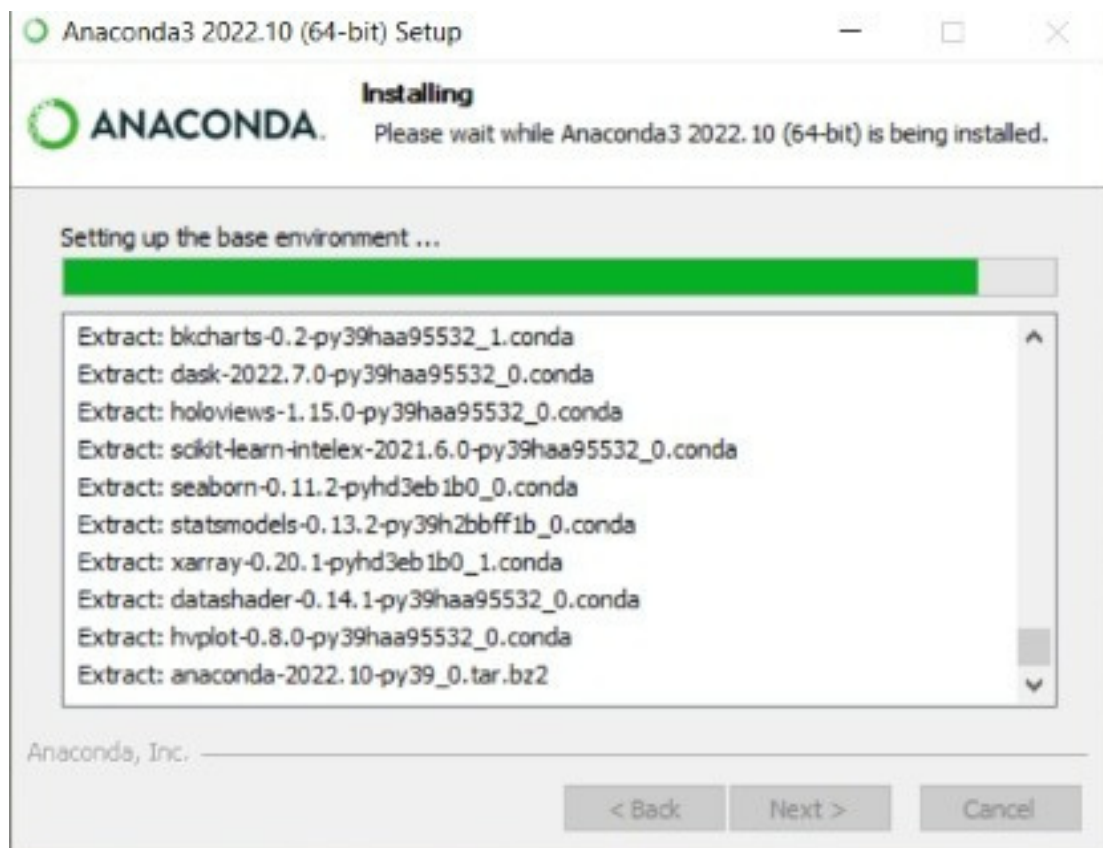 Anaconda3 2022.10 (64-bit) Setup
ANACONDA.
Installing
Please wait while Anaconda3 2022.10 (64-bit) is being installed.
Setting up the base environment ...
Extract: bkcharts-0.2-py39haa95532_1.conda
Extract: dask-2022.7.0-py39haa95532_0.conda
Extract: holoviews-1.15.0-py39haa95532_0.conda
Extract: scikit-learn-intelex-2021.6.0-py39haa95532_0.conda
Extract: seaborn-0.11.2-pyhd3eb1b0_0.conda
Extract: statsmodels-0.13.2-py39h2bbff1b_0.conda
Extract: xarray-0.20.1-pyhd3eb1b0_1.conda
Extract: datashader-0.14.1-py39haa95532_0.conda
Extract: hvplot-0.8.0-py39haa95532_0.conda
Extract: anaconda-2022.10-py39_0.tar.bz2
Anaconda, Inc.
< Back Next > Cancel